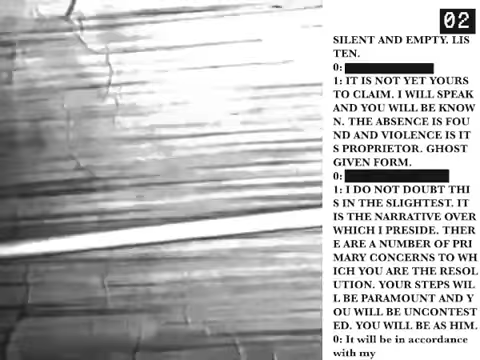 02
SILENT AND EMPTY. LIS
TEN.
0:
1: IT IS NOT YET YOURS
TO CLAIM. I WILL SPEAK
AND YOU WILL BE KNOW
N. THE ABSENCE IS FOU
ND AND VIOLENCE IS IT
S PROPRIETOR. GHOST
GIVEN FORM.
0:
1: I DO NOT DOUBT THI
S IN THE SLIGHTEST. IT
IS THE NARRATIVE OVER
WHICH I PRESIDE. THER
E ARE A NUMBER OF PRI
MARY CONCERNS TO WH
ICH YOU ARE THE RESOL
UTION. YOUR STEPS WIL
L BE PARAMOUNT AND Y
OU WILL BE UNCONTEST
ED. YOU WILL BE AS HIM.
0: It will be in accordance
with my